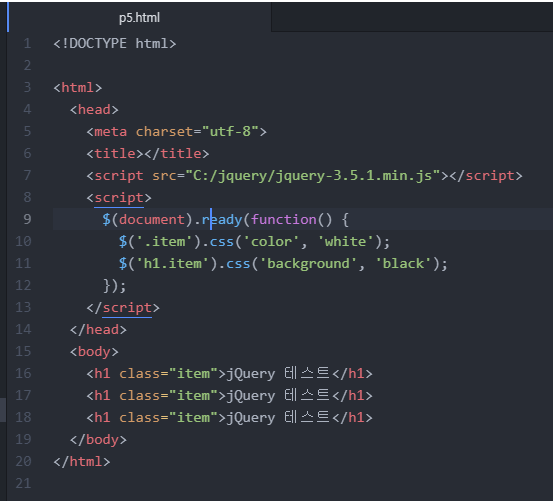 p5.html
1 <!DOCTYPE html>
2
3 <html>
4   <head>
5     <meta charset="utf-8">
6     <title></title>
7     <script src="C:/jquery/jquery-3.5.1.min.js"></script>
8     <script>
9       $(document).ready(function() {
10         $('.item').css('color', 'white');
11         $('h1.item').css('background', 'black');
12       });
13     </script>
14   </head>
15   <body>
16     <h1 class="item">jQuery 테스트</h1>
17     <h1 class="item">jQuery 테스트</h1>
18     <h1 class="item">jQuery 테스트</h1>
19   </body>
20 </html>
21